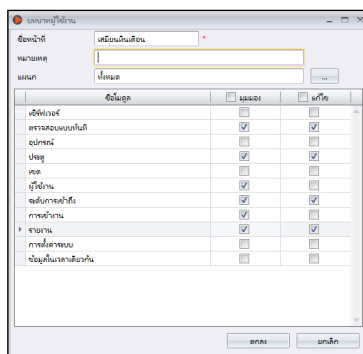 บทบาทผู้ใช้งาน
ชื่อหน้าที่ เสมียนเงินเดือน *
หมายเหตุ
แผนก ทั้งหมด ...
ชื่อโมดูล มุมมอง แก้ไข
เซิร์ฟเวอร์
ตรวจสอบแบบทันที
อุปกรณ์
ประตู
เขต
ผู้ใช้งาน
ระดับการเข้าถึง
การเข้างาน
รายงาน
การตั้งค่าระบบ
ข้อมูลในเวลาเดียวกัน
ตกลง ยกเลิก